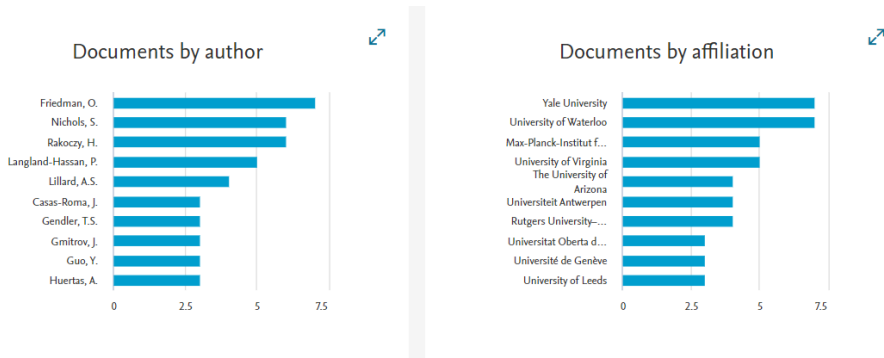 Documents by author
Friedman, O.
Nichols, S.
Rakoczy, H.
Langland-Hassan, P.
Lillard, A.S.
Casas-Roma, J.
Gendler, T.S.
Gmitrov, J.
Guo, Y.
Huertas, A.
0 2.5 5 7.5
Documents by affiliation
Yale University
University of Waterloo
Max-Planck-Institut f...
University of Virginia
The University of
Arizona
Universiteit Antwerpen
Rutgers University–...
Universitat Oberta d...
Université de Genève
University of Leeds
0 2.5 5 7.5